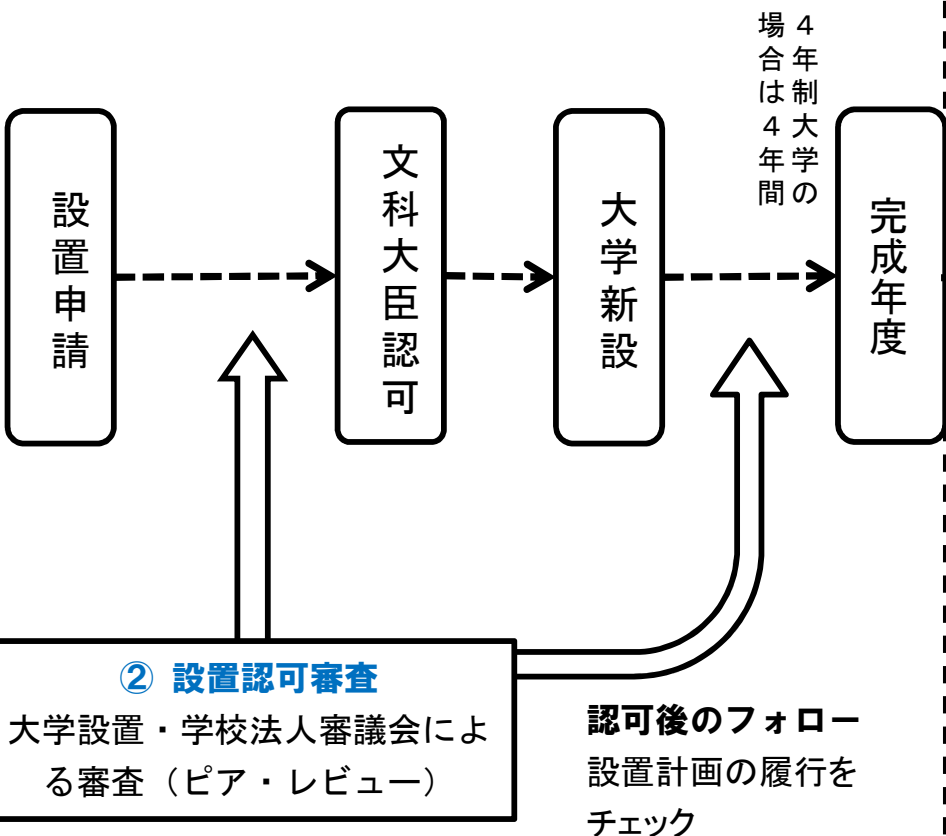 設置申請
文科大臣認可
大学新設
４年制大学の
場合は４年間
完成年度
② 設置認可審査
大学設置・学校法人審議会によ
る審査（ピア・レビュー）
認可後のフォロー
設置計画の履行を
チェック